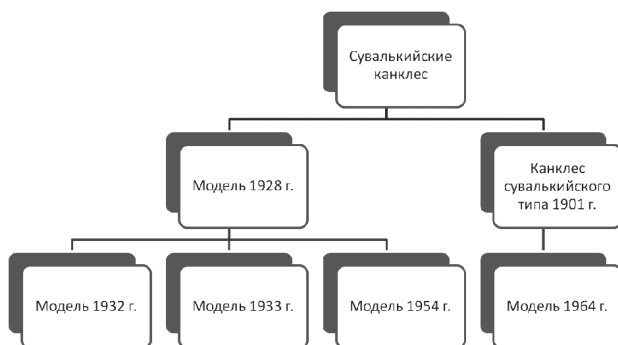 Сувалькийские
канклес
Модель 1928 г.
Канклес
сувалькийского
типа 1901 г.
Модель 1932 г.
Модель 1933 г.
Модель 1954 г.
Модель 1964 г.